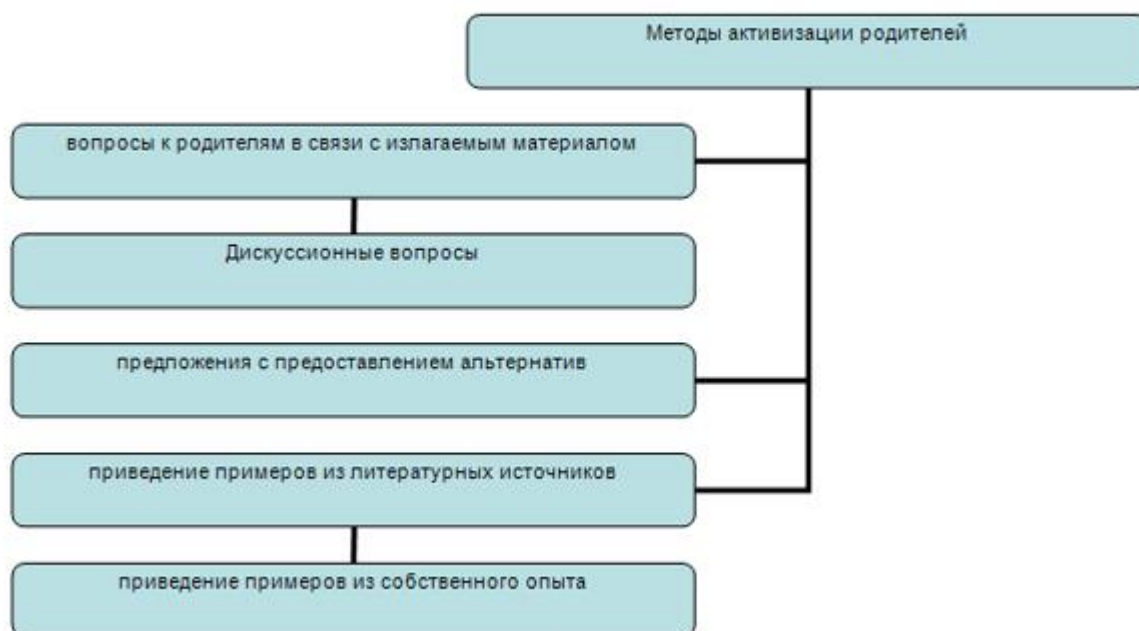 Методы активизации родителей
вопросы к родителям в связи с излагаемым материалом
Дискуссионные вопросы
предложения с предоставлением альтернатив
приведение примеров из литературных источников
приведение примеров из собственного опыта